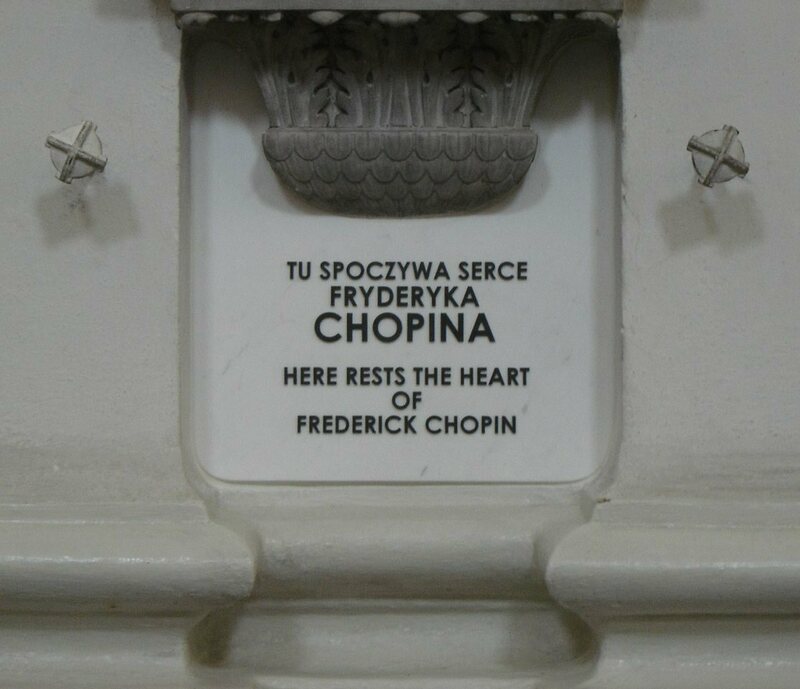 TU SPOCZYWA SERCE
FRYDERYKA
CHOPINA
HERE RESTS THE HEART
OF
FREDERICK CHOPIN